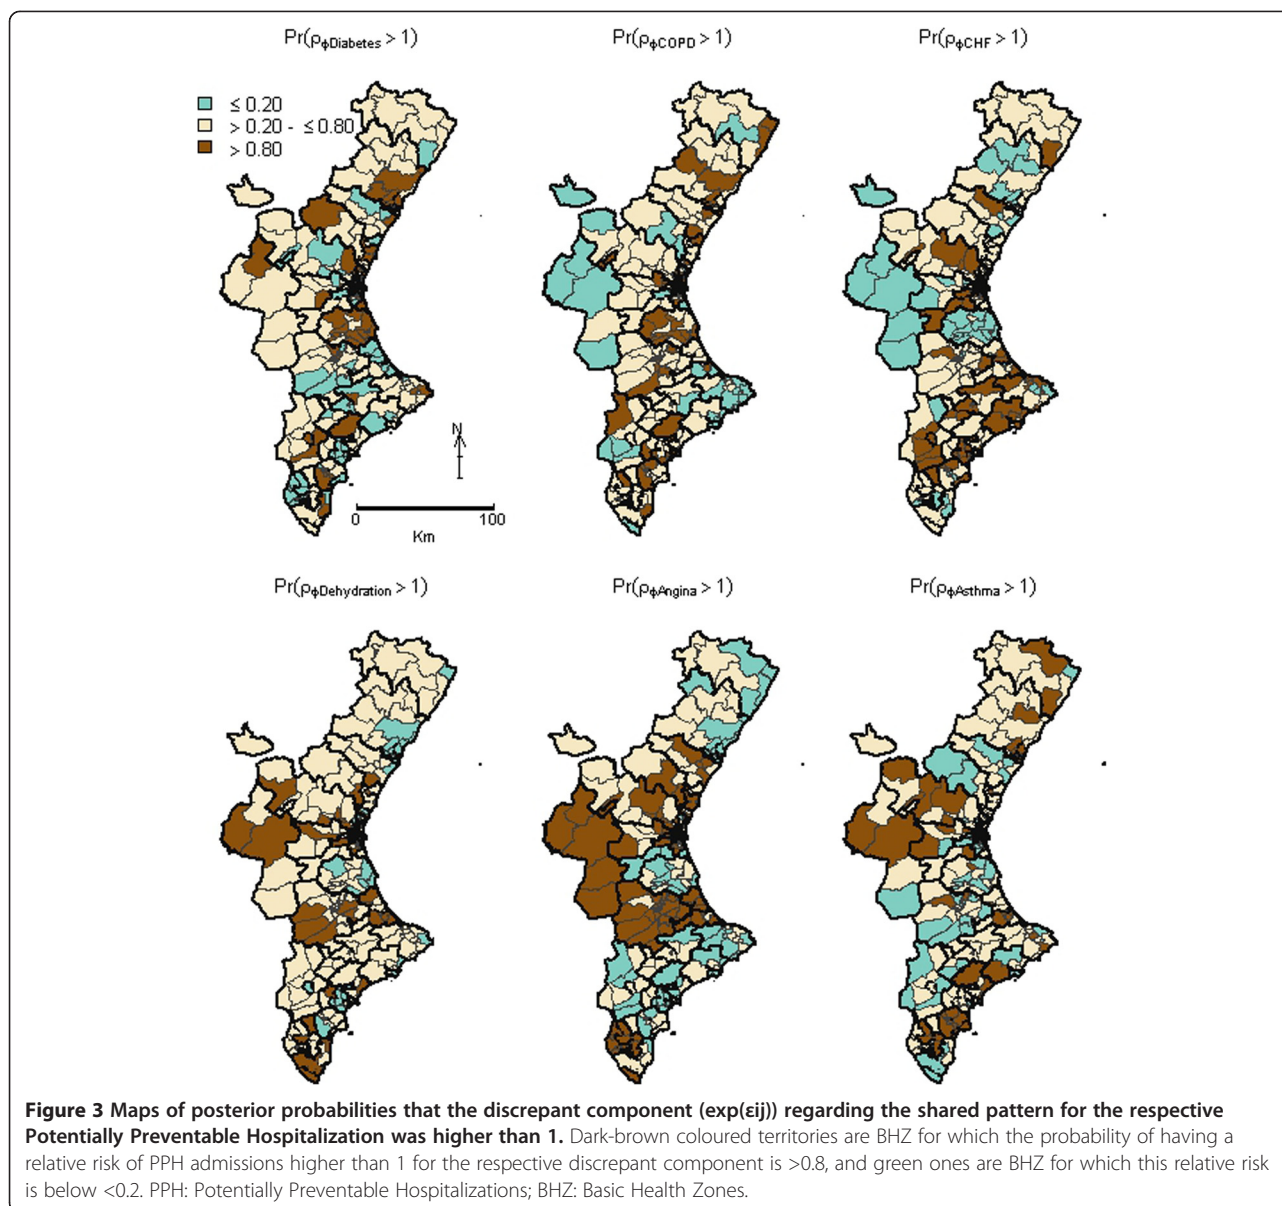 Pr(ρϕDiabetes > 1) Pr(ρϕCOPD > 1) Pr(ρϕCHF > 1)
≤ 0.20
> 0.20 - ≤ 0.80
> 0.80
N
0 100
Km
Pr(ρϕDehydration > 1) Pr(ρϕAngina > 1) Pr(ρϕAsthma > 1)
Figure 3 Maps of posterior probabilities that the discrepant component (exp(εij)) regarding the shared pattern for the respective
Potentially Preventable Hospitalization was higher than 1. Dark-brown coloured territories are BHZ for which the probability of having a
relative risk of PPH admissions higher than 1 for the respective discrepant component is >0.8, and green ones are BHZ for which this relative risk
is below <0.2. PPH: Potentially Preventable Hospitalizations; BHZ: Basic Health Zones.